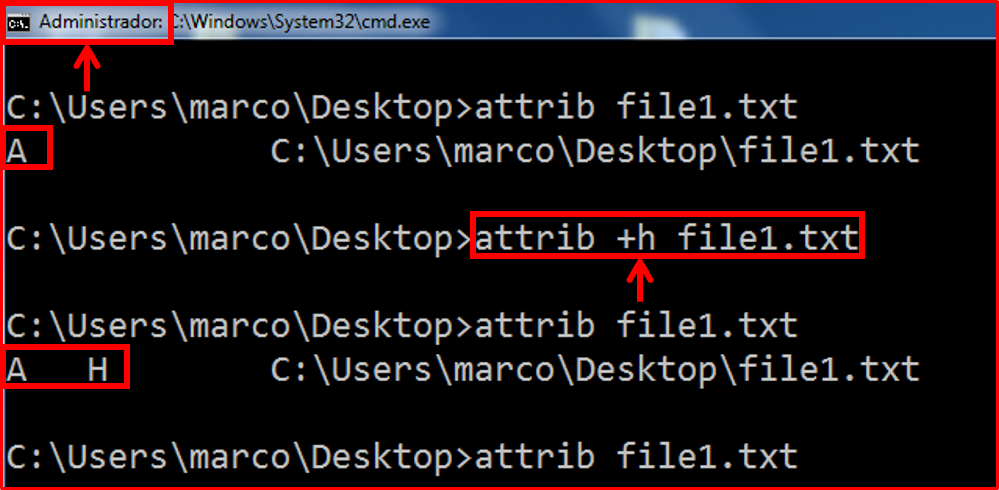 Administrador: C:\Windows\System32\cmd.exe
C:\Users\marco\Desktop>attrib file1.txt
A            C:\Users\marco\Desktop\file1.txt
C:\Users\marco\Desktop>attrib +h file1.txt
C:\Users\marco\Desktop>attrib file1.txt
A   H        C:\Users\marco\Desktop\file1.txt
C:\Users\marco\Desktop>attrib file1.txt